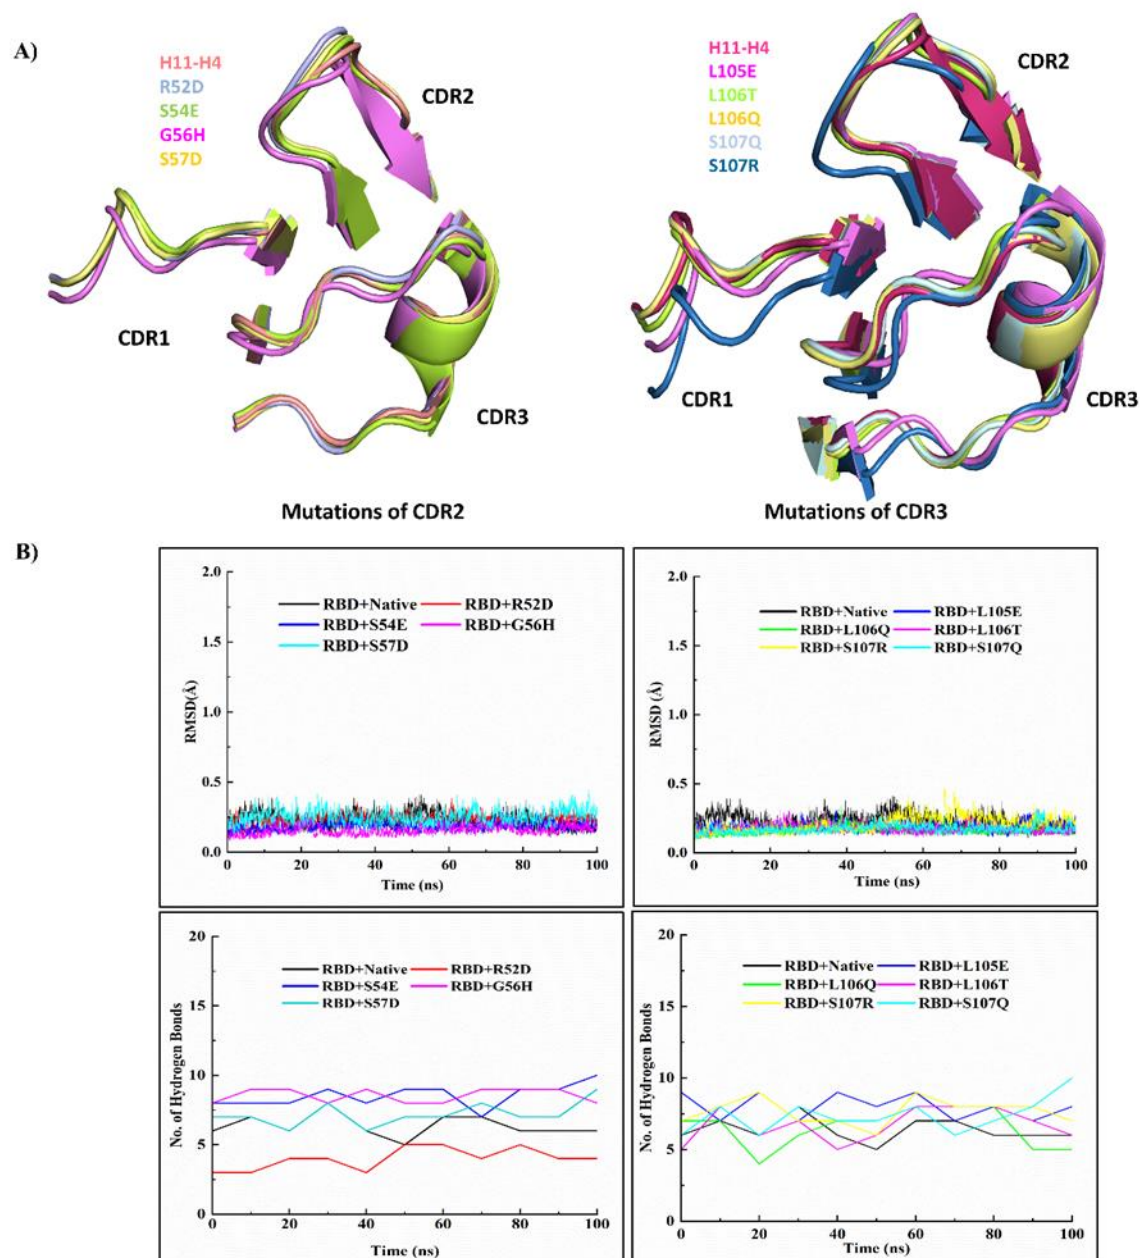 A)
H11-H4
R52D
S54E
G56H
S57D
CDR2
CDR1
CDR3
Mutations of CDR2
H11-H4
L105E
L106T
L106Q
S107Q
S107R
CDR2
CDR1
CDR3
Mutations of CDR3
B)
2.0
1.5
1.0
0.5
0.0
RMSD(Å)
RBD+Native RBD+R52D
RBD+S54E RBD+G56H
RBD+S57D
0 20 40 60 80 100
Time (ns)
2.0
1.5
1.0
0.5
0.0
RMSD (Å)
RBD+Native RBD+L105E
RBD+L106Q RBD+L106T
RBD+S107R RBD+S107Q
0 20 40 60 80 100
Time (ns)
20
15
10
5
0
No. of Hydrogen Bonds
RBD+Native RBD+R52D
RBD+S54E RBD+G56H
RBD+S57D
0 20 40 60 80 100
Time (ns)
20
15
10
5
0
No. of Hydrogen Bonds
RBD+Native RBD+L105E
RBD+L106Q RBD+L106T
RBD+S107R RBD+S107Q
0 20 40 60 80 100
Time (ns)